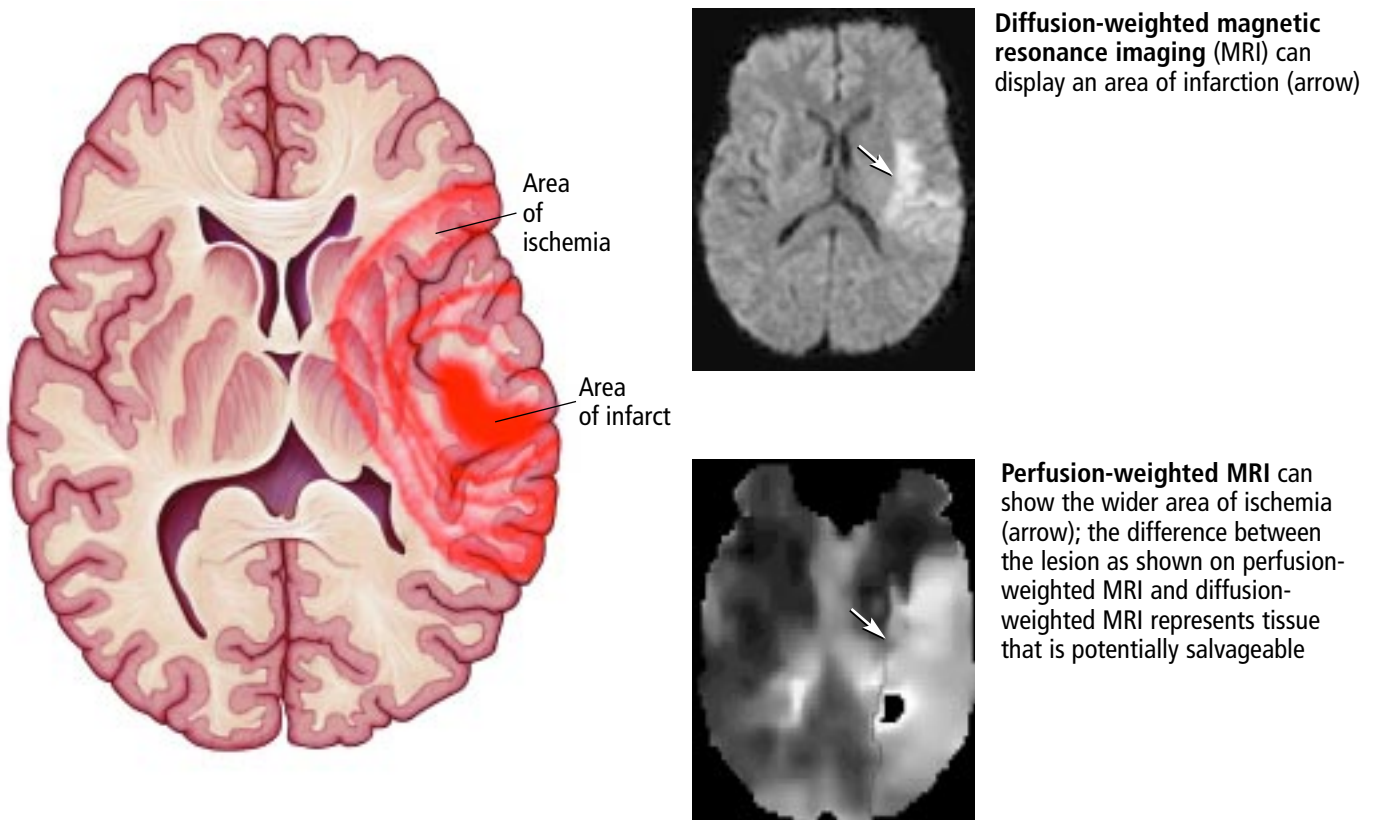 Area
of
ischemia
Area
of infarct
Diffusion-weighted magnetic
resonance imaging (MRI) can
display an area of infarction (arrow)
Perfusion-weighted MRI can
show the wider area of ischemia
(arrow); the difference between
the lesion as shown on perfusion-
weighted MRI and diffusion-
weighted MRI represents tissue
that is potentially salvageable